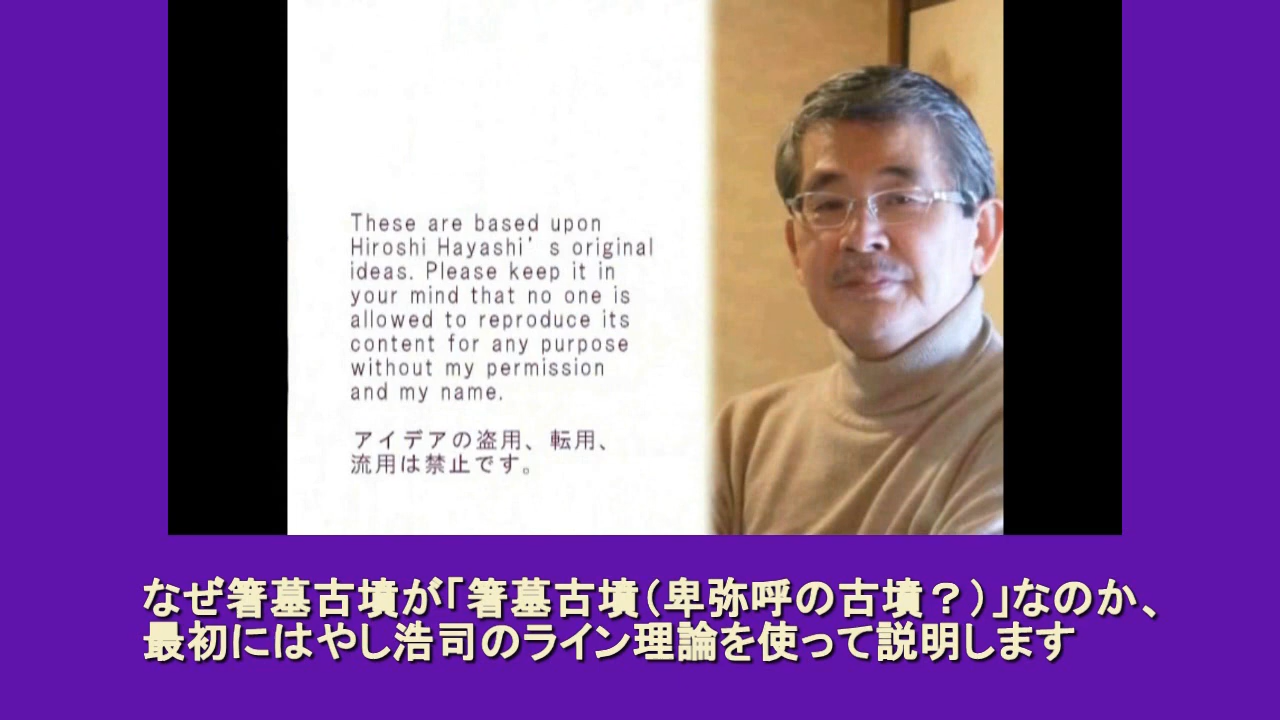 These are based upon
Hiroshi Hayashi’s original
ideas. Please keep it in
your mind that no one is
allowed to reproduce its
content for any purpose
without my permission
and my name.
アイデアの盗用、転用、
流用は禁止です。
なぜ箸墓古墳が「箸墓古墳（卑弥呼の古墳？）」なのか、
最初にはやし浩司のライン理論を使って説明します